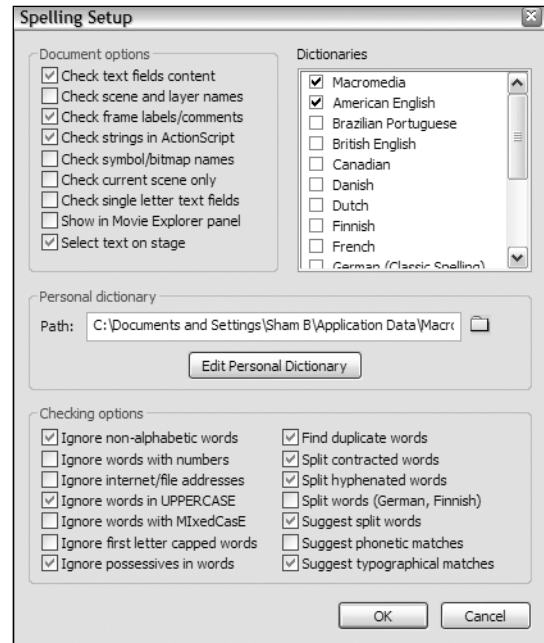 Spelling Setup
Document options
Check text fields content
Check scene and layer names
Check frame labels/comments
Check strings in ActionScript
Check symbol/bitmap names
Check current scene only
Check single letter text fields
Show in Movie Explorer panel
Select text on stage
Dictionaries
Macromedia
American English
Brazilian Portuguese
British English
Canadian
Danish
Dutch
Finnish
French
German (Classic Spelling)
Personal dictionary
Path: C:\Documents and Settings\Sham B\Application Data\Macro
Edit Personal Dictionary
Checking options
Ignore non-alphabetic words
Ignore words with numbers
Ignore internet/file addresses
Ignore words in UPPERCASE
Ignore words with MIxedCasE
Ignore first letter capped words
Ignore possessives in words
Find duplicate words
Split contracted words
Split hyphenated words
Split words (German, Finnish)
Suggest split words
Suggest phonetic matches
Suggest typographical matches
OK Cancel